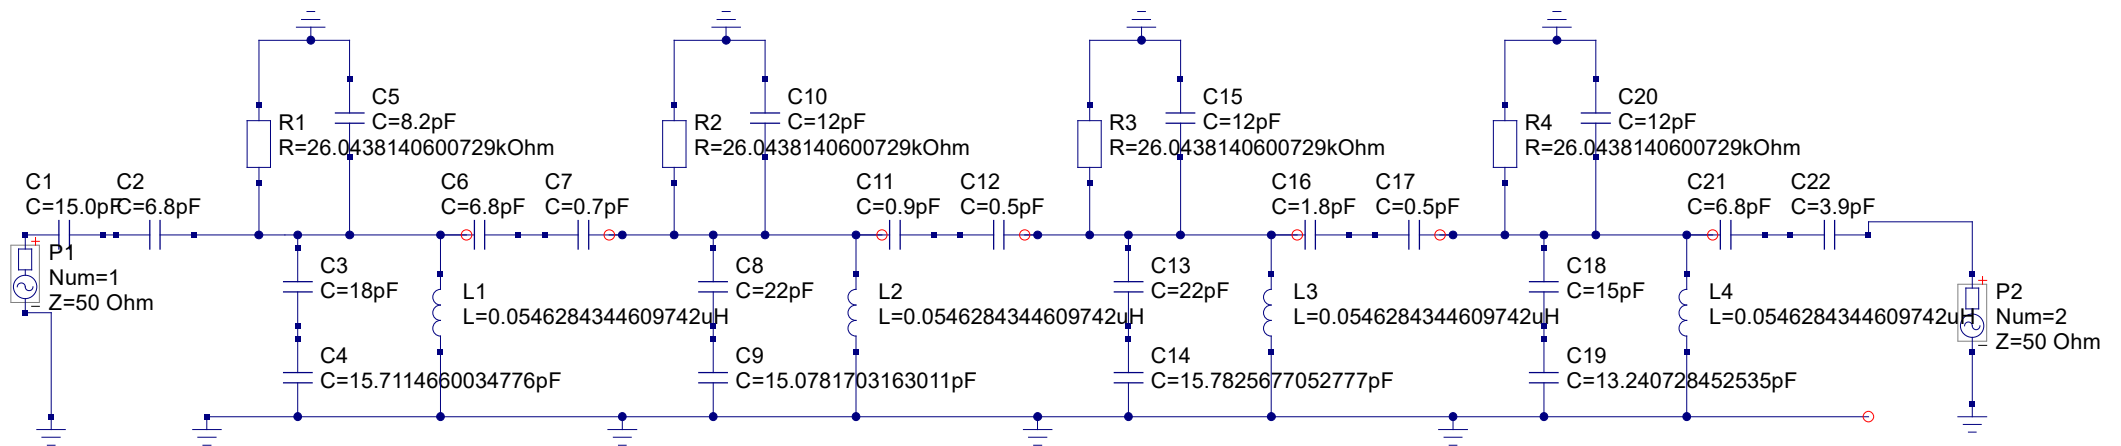 C5
C=8.2pF
C10
C=12pF
C15
C=12pF
C20
C=12pF
R1
R=26.0438140600729kOhm
R2
R=26.0438140600729kOhm
R3
R=26.0438140600729kOhm
R4
R=26.0438140600729kOhm
C1
C=15.0pF
C2
C=6.8pF
C6
C=6.8pF
C7
C=0.7pF
C11
C=0.9pF
C12
C=0.5pF
C16
C=1.8pF
C17
C=0.5pF
C21
C=6.8pF
C22
C=3.9pF
P1
Num=1
Z=50 Ohm
C3
C=18pF
L1
L=0.0546284344609742uH
C8
C=22pF
L2
L=0.0546284344609742uH
C13
C=22pF
L3
L=0.0546284344609742uH
C18
C=15pF
L4
L=0.0546284344609742uH
P2
Num=2
Z=50 Ohm
C4
C=15.7114660034776pF
C9
C=15.0781703163011pF
C14
C=15.7825677052777pF
C19
C=13.240728452535pF